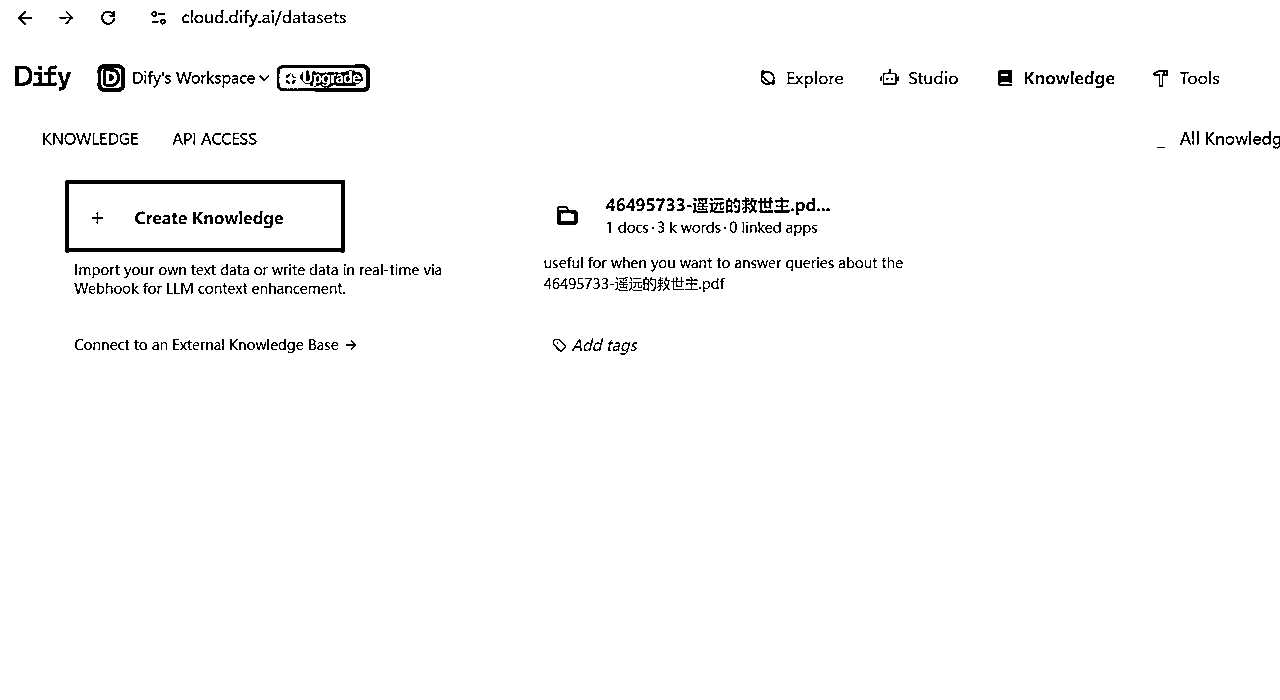 cloud.dify.ai/datasets
Dify Dify's Workspace Upgrade Explore Studio Knowledge Tools
KNOWLEDGE API ACCESS All Knowledg
+ Create Knowledge
Import your own text data or write data in real-time via
Webhook for LLM context enhancement.
Connect to an External Knowledge Base →
46495733-遥远的救世主.pd...
1 docs·3 k words·0 linked apps
useful for when you want to answer queries about the
46495733-遥远的救世主.pdf
Add tags